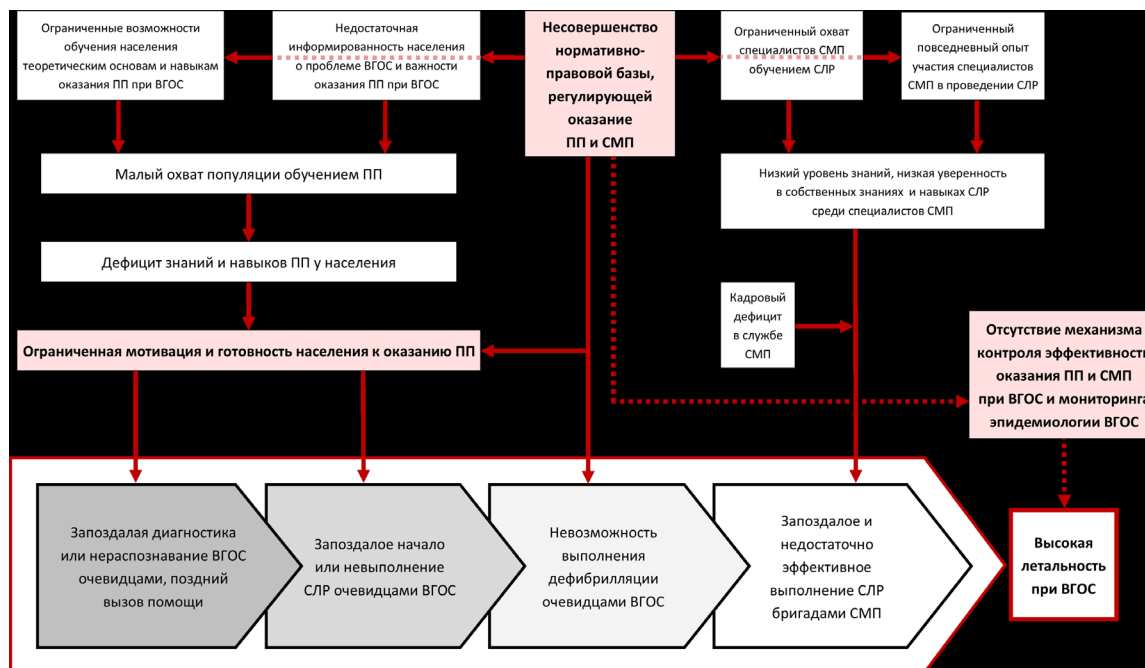 Ограниченные возможности
обучения населения
теоретическим основам и навыкам
оказания ПП при ВГОС
Недостаточная
информированность населения
о проблеме ВГОС и важности
оказания ПП при ВГОС
Несовершенство
нормативно-
правовой базы,
регулирующей
оказание
ПП и СМП
Ограниченный охват
специалистов СМП
обучением СЛР
Ограниченный
повседневный опыт
участия специалистов
СМП в проведении СЛР
Малый охват популяции обучением ПП
Низкий уровень знаний, низкая уверенность
в собственных знаниях и навыках СЛР
среди специалистов СМП
Дефицит знаний и навыков ПП у населения
Кадровый
дефицит
в службе
СМП
Ограниченная мотивация и готовность населения к оказанию ПП
Отсутствие механизма
контроля эффективности
оказания ПП и СМП
при ВГОС и мониторинга
эпидемиологии ВГОС
Запоздалая диагностика
или нераспознавание ВГОС
очевидцами, поздний
вызов помощи
Запоздалое начало
или невыполнение
СЛР очевидцами ВГОС
Невозможность
выполнения
дефибрилляции
очевидцами ВГОС
Запоздалое и
недостаточно
эффективное
выполнение СЛР
бригадами СМП
Высокая
летальность
при ВГОС